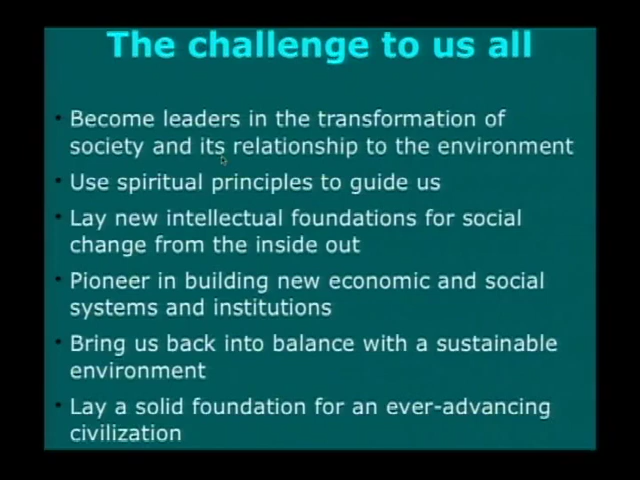 The challenge to us all
• Become leaders in the transformation of
society and its relationship to the environment
• Use spiritual principles to guide us
• Lay new intellectual foundations for social
change from the inside out
• Pioneer in building new economic and social
systems and institutions
• Bring us back into balance with a sustainable
environment
• Lay a solid foundation for an ever-advancing
civilization